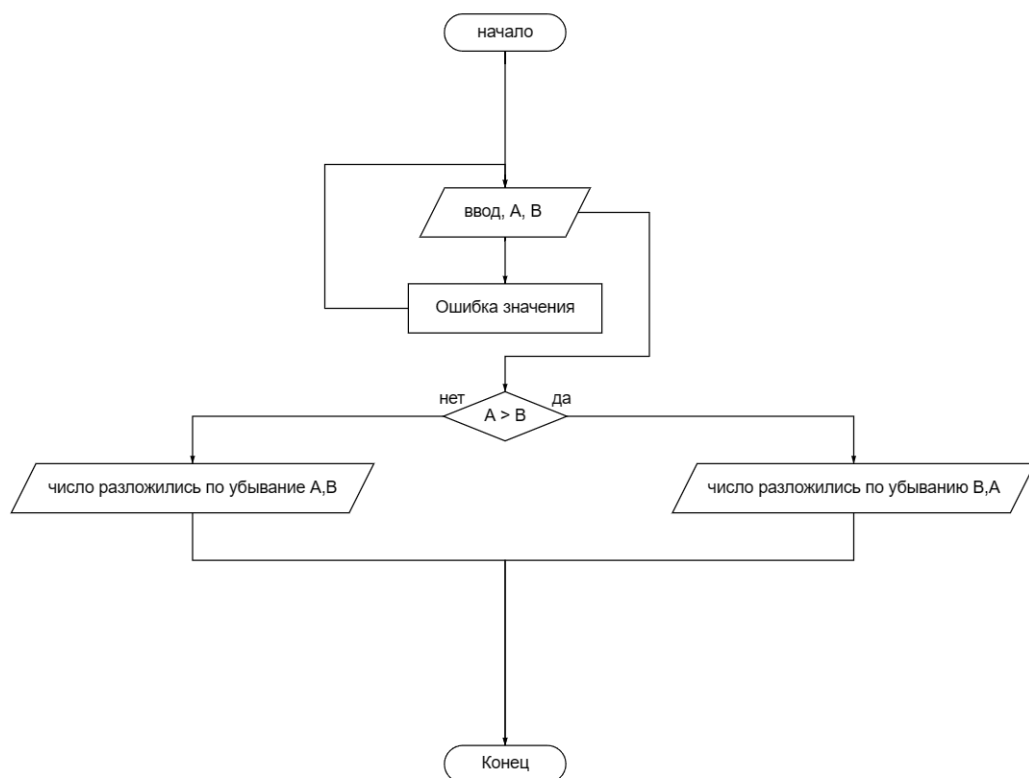 начало
ввод, А, В
Ошибка значения
нет
да
А > В
число разложились по убывание А,В
число разложились по убыванию В,А
Конец